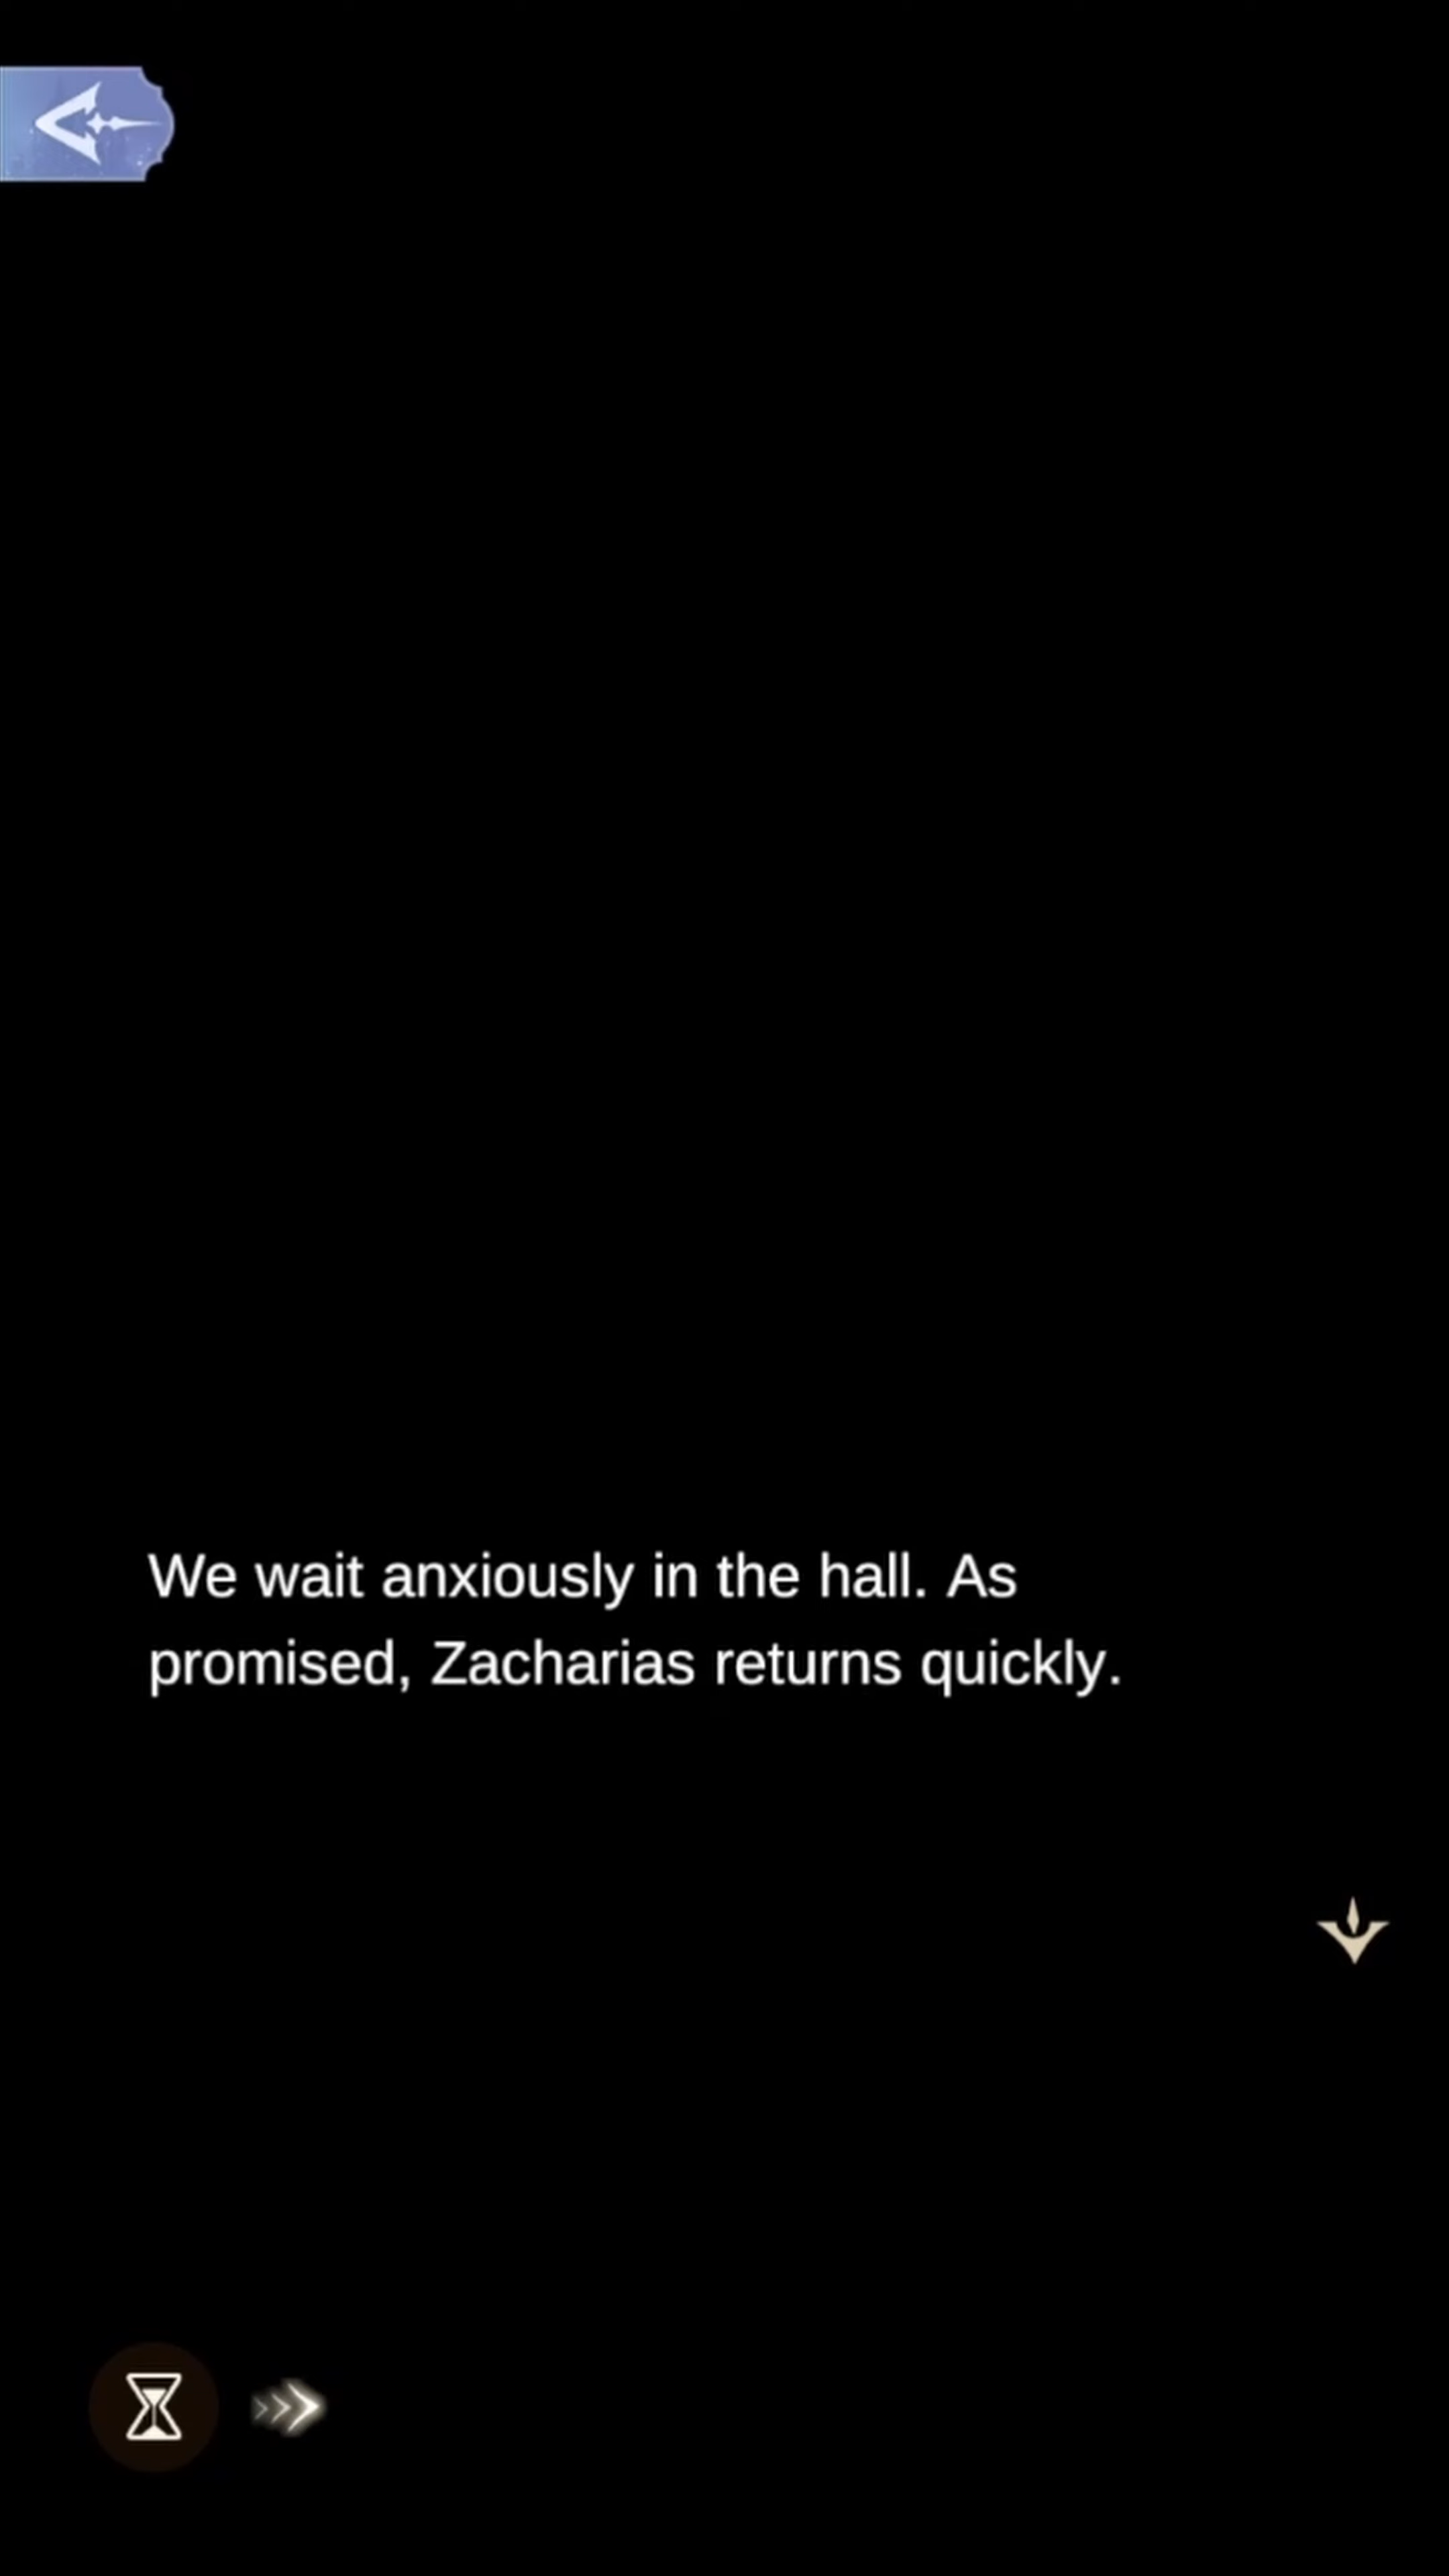 We wait anxiously in the hall. As
promised, Zacharias returns quickly.